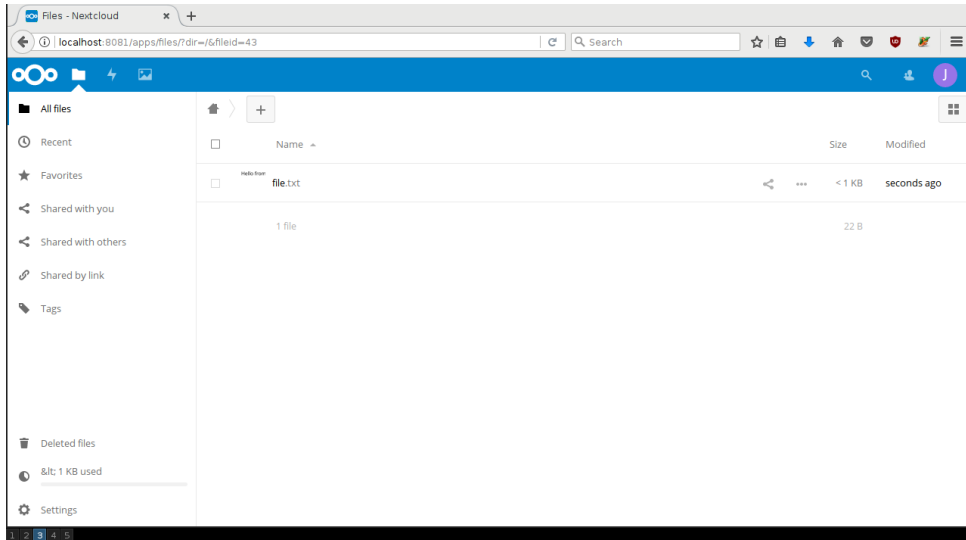 Files - Nextcloud
localhost:8081/apps/files/?dir=/&fileid=43
Search
J
All files
Recent
Name
Size
Modified
Favorites
Hello from
file.txt
< 1 KB
seconds ago
Shared with you
1 file
22 B
Shared with others
Shared by link
Tags
Deleted files
&lt; 1 KB used
Settings
1 2 3 4 5